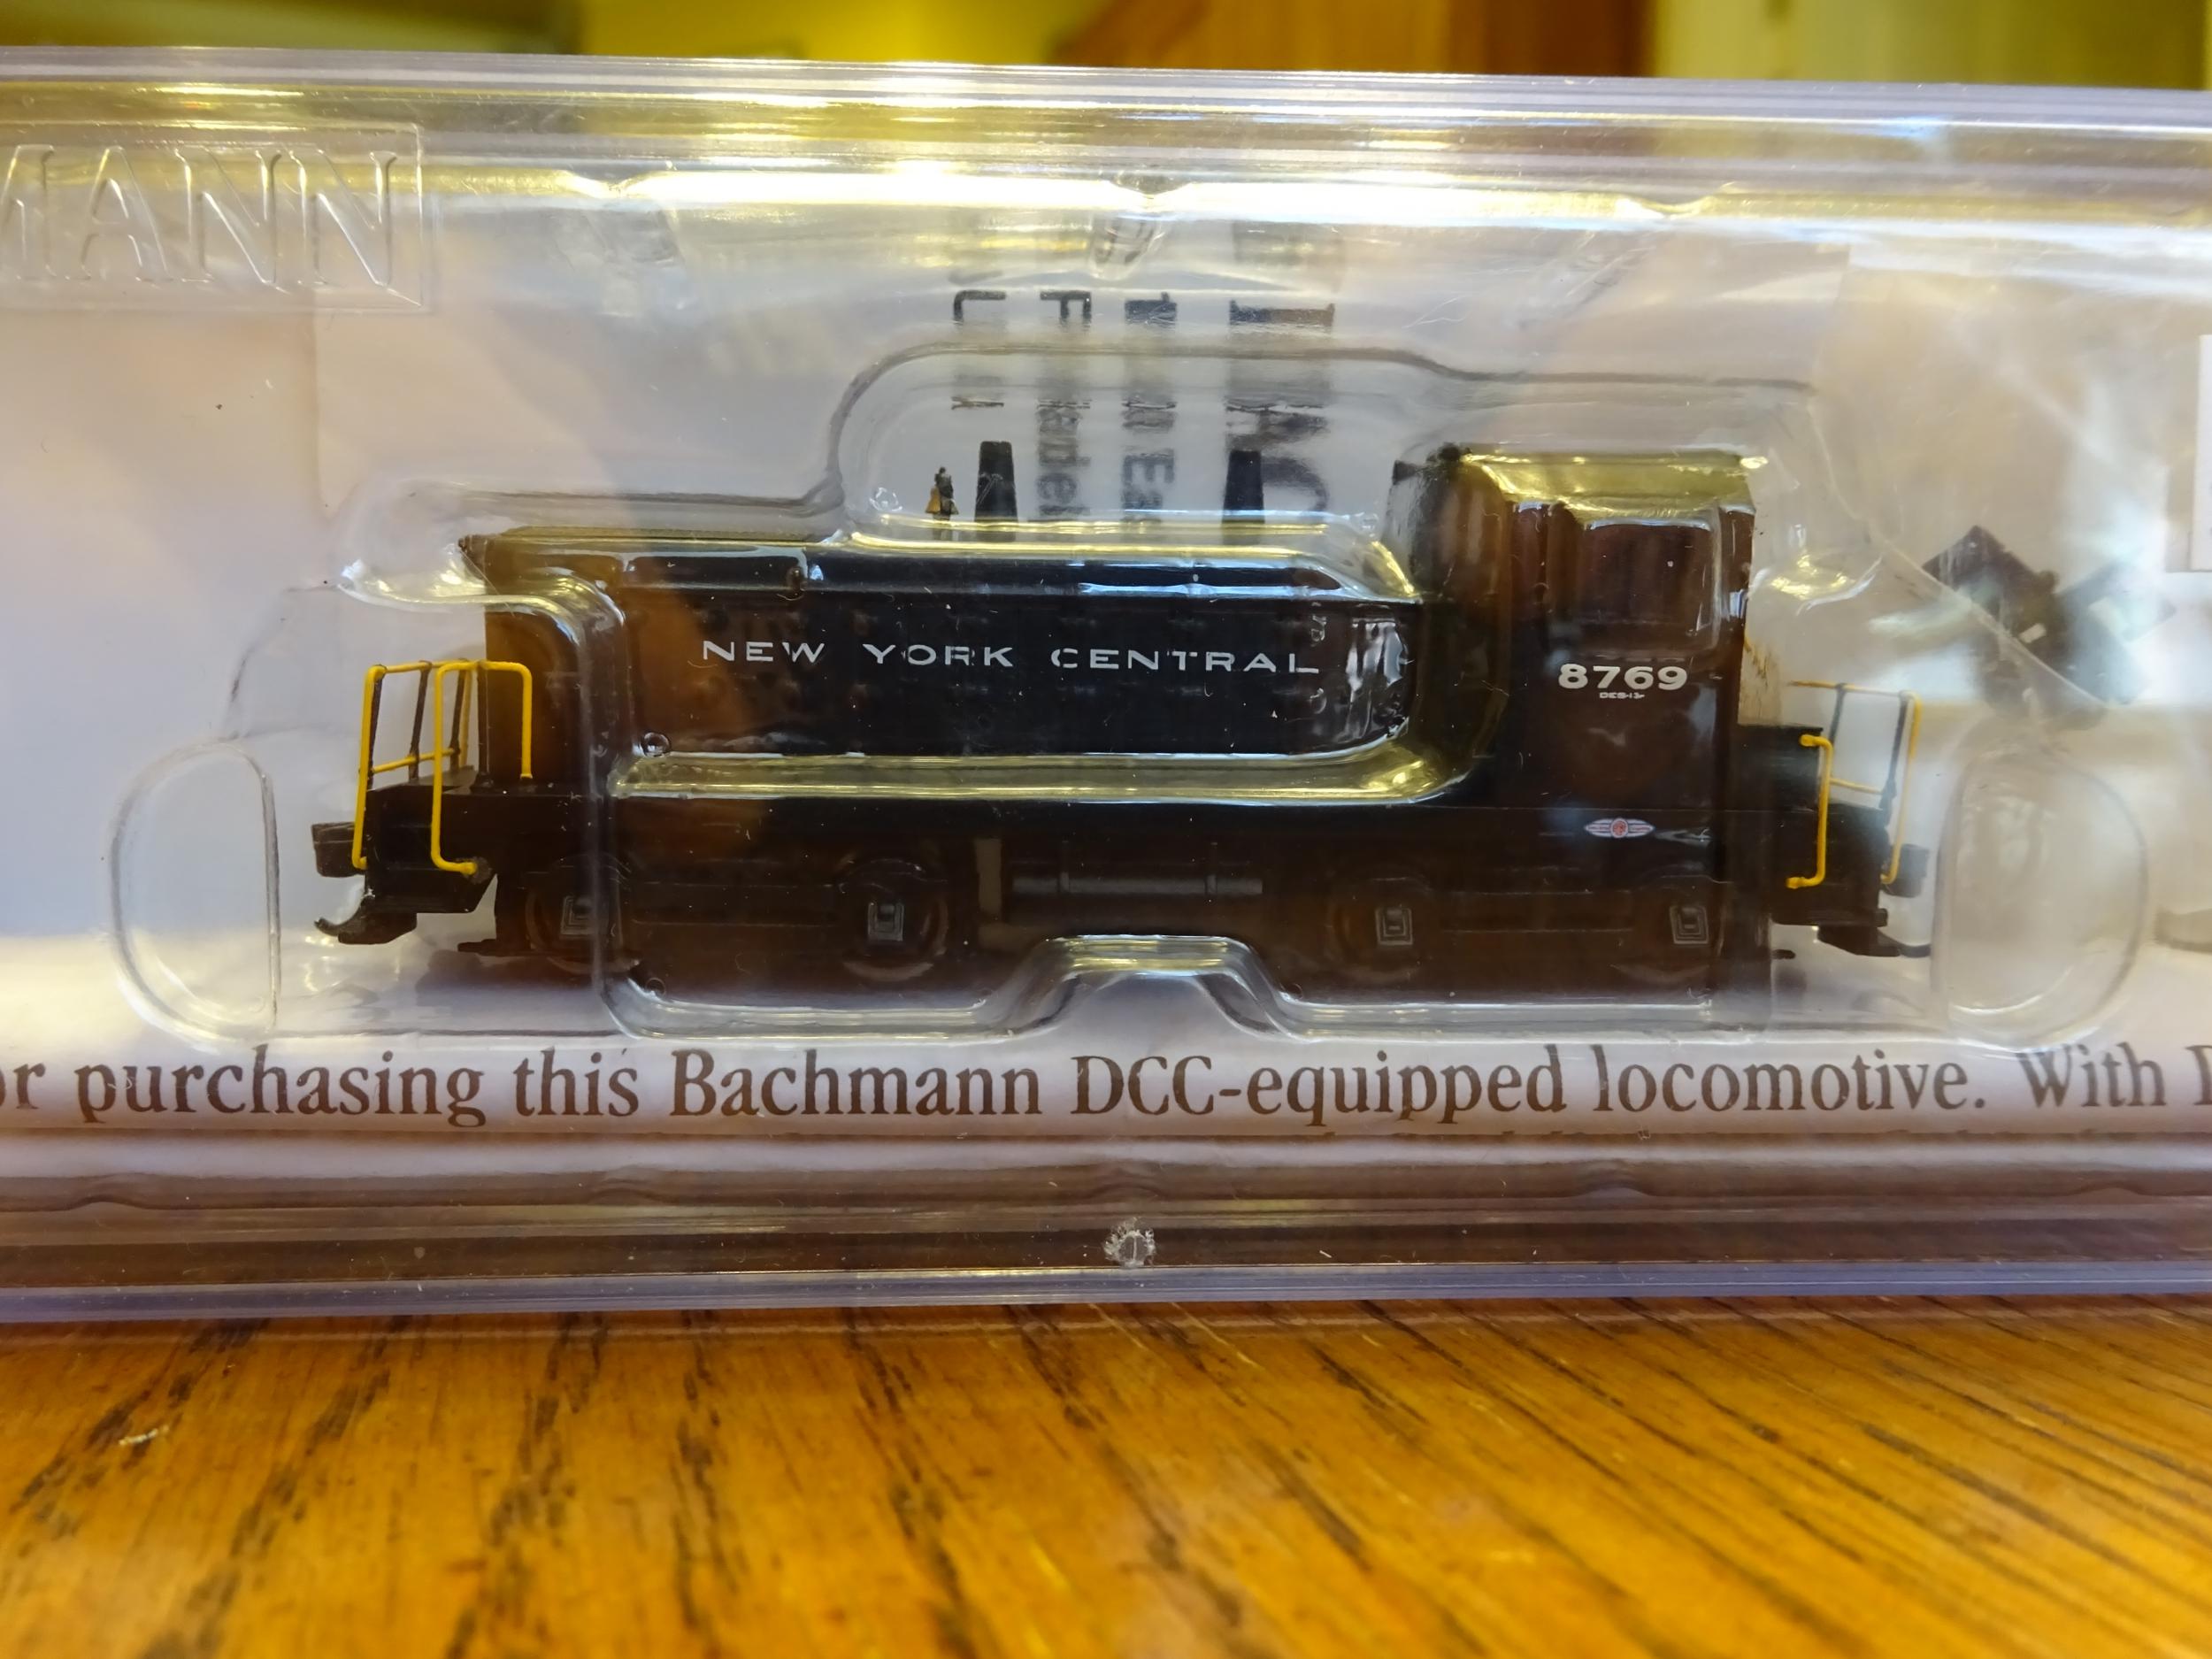 MANN
NEW YORK CENTRAL
8769
or purchasing this Bachmann DCC-equipped locomotive. With